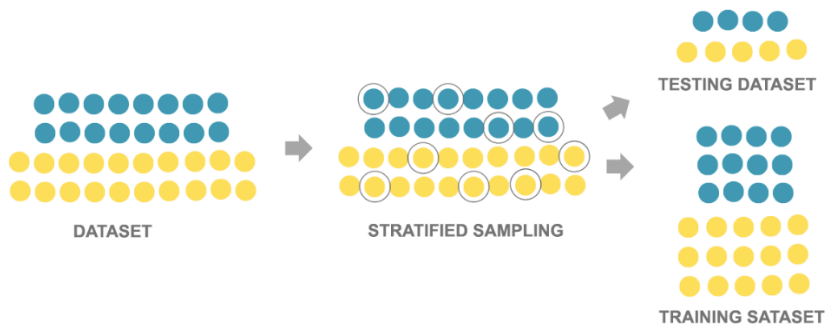 TESTING DATASET
DATASET
STRATIFIED SAMPLING
TRAINING SATASET